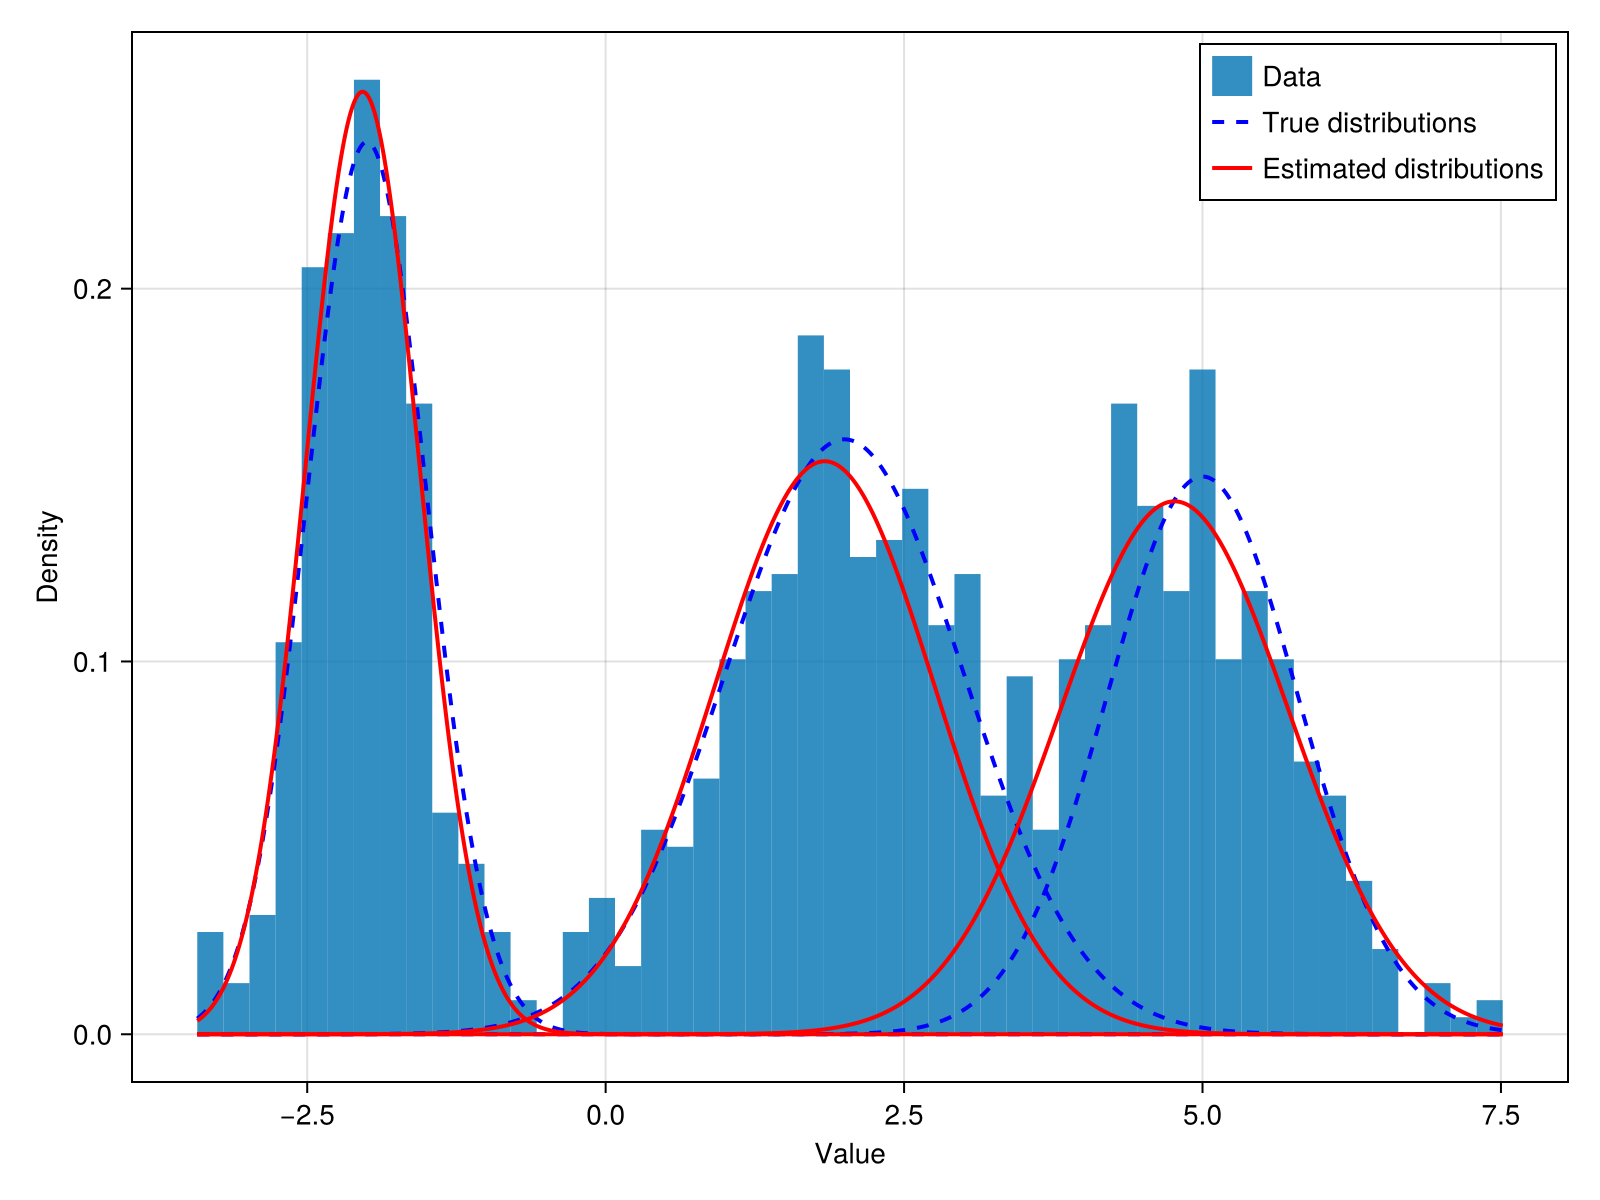 Data
True distributions
Estimated distributions
Density
0.2
0.1
0.0
−2.5 0.0 2.5 5.0 7.5
Value